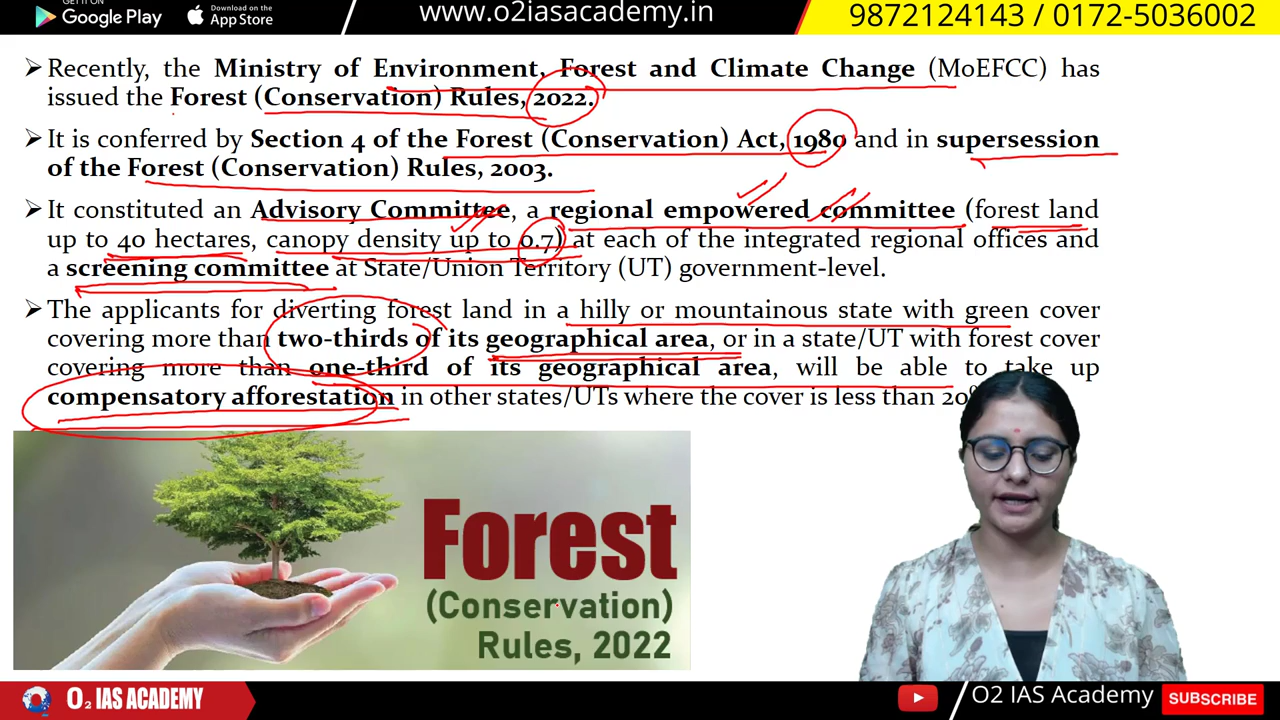 GET IT ON
Google Play
Download on the
App Store
www.o2iasacademy.in
9872124143 / 0172-5036002
➢Recently, the Ministry of Environment, Forest and Climate Change (MoEFCC) has
issued the Forest (Conservation) Rules, 2022.
➢It is conferred by Section 4 of the Forest (Conservation) Act, 1980 and in supersession
of the Forest (Conservation) Rules, 2003.
➢It constituted an Advisory Committee, a regional empowered committee (forest land
up to 40 hectares, canopy density up to 0.7) at each of the integrated regional offices and
a screening committee at State/Union Territory (UT) government-level.
➢The applicants for diverting forest land in a hilly or mountainous state with green cover
covering more than two-thirds of its geographical area, or in a state/UT with forest cover
covering more than one-third of its geographical area, will be able to take up
compensatory afforestation in other states/UTs where the cover is less than 20%
Forest
(Conservation)
Rules, 2022
O2 IAS ACADEMY
O2 IAS Academy
SUBSCRIBE